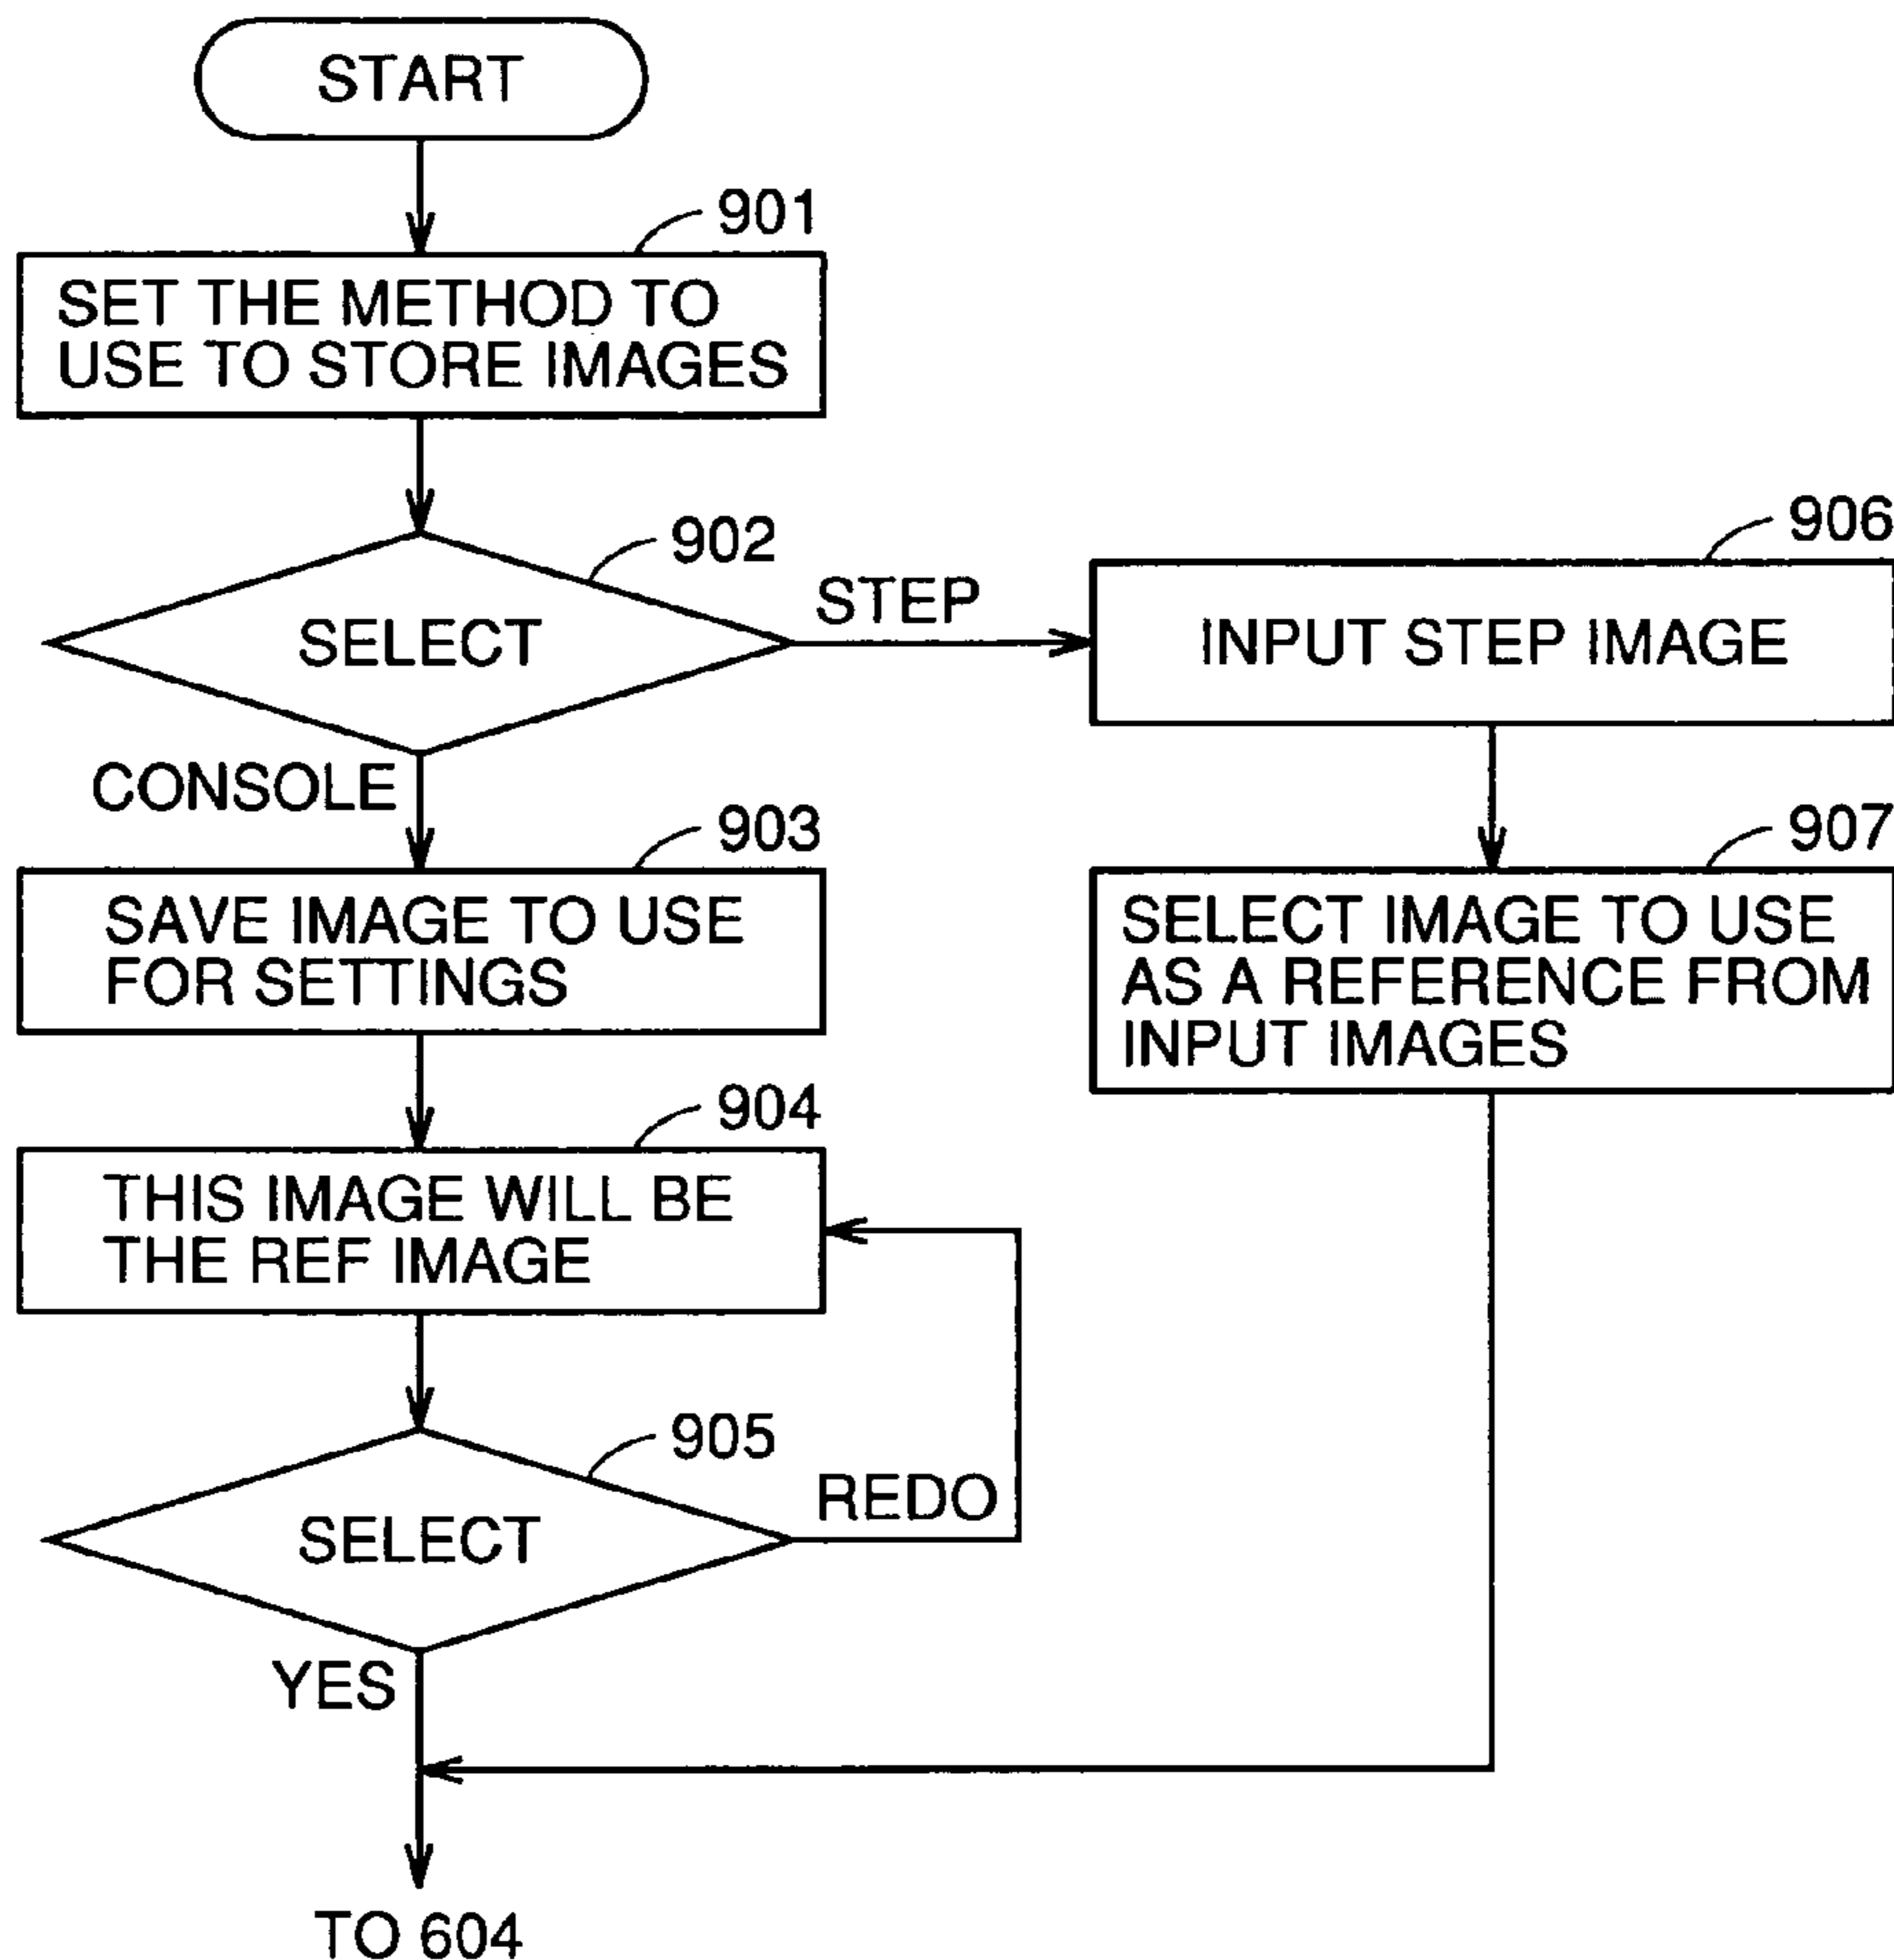 START
901
SET THE METHOD TO
USE TO STORE IMAGES
902
SELECT
STEP
CONSOLE
906
INPUT STEP IMAGE
903
SAVE IMAGE TO USE
FOR SETTINGS
907
SELECT IMAGE TO USE
AS A REFERENCE FROM
INPUT IMAGES
904
THIS IMAGE WILL BE
THE REF IMAGE
905
SELECT
REDO
YES
TO 604